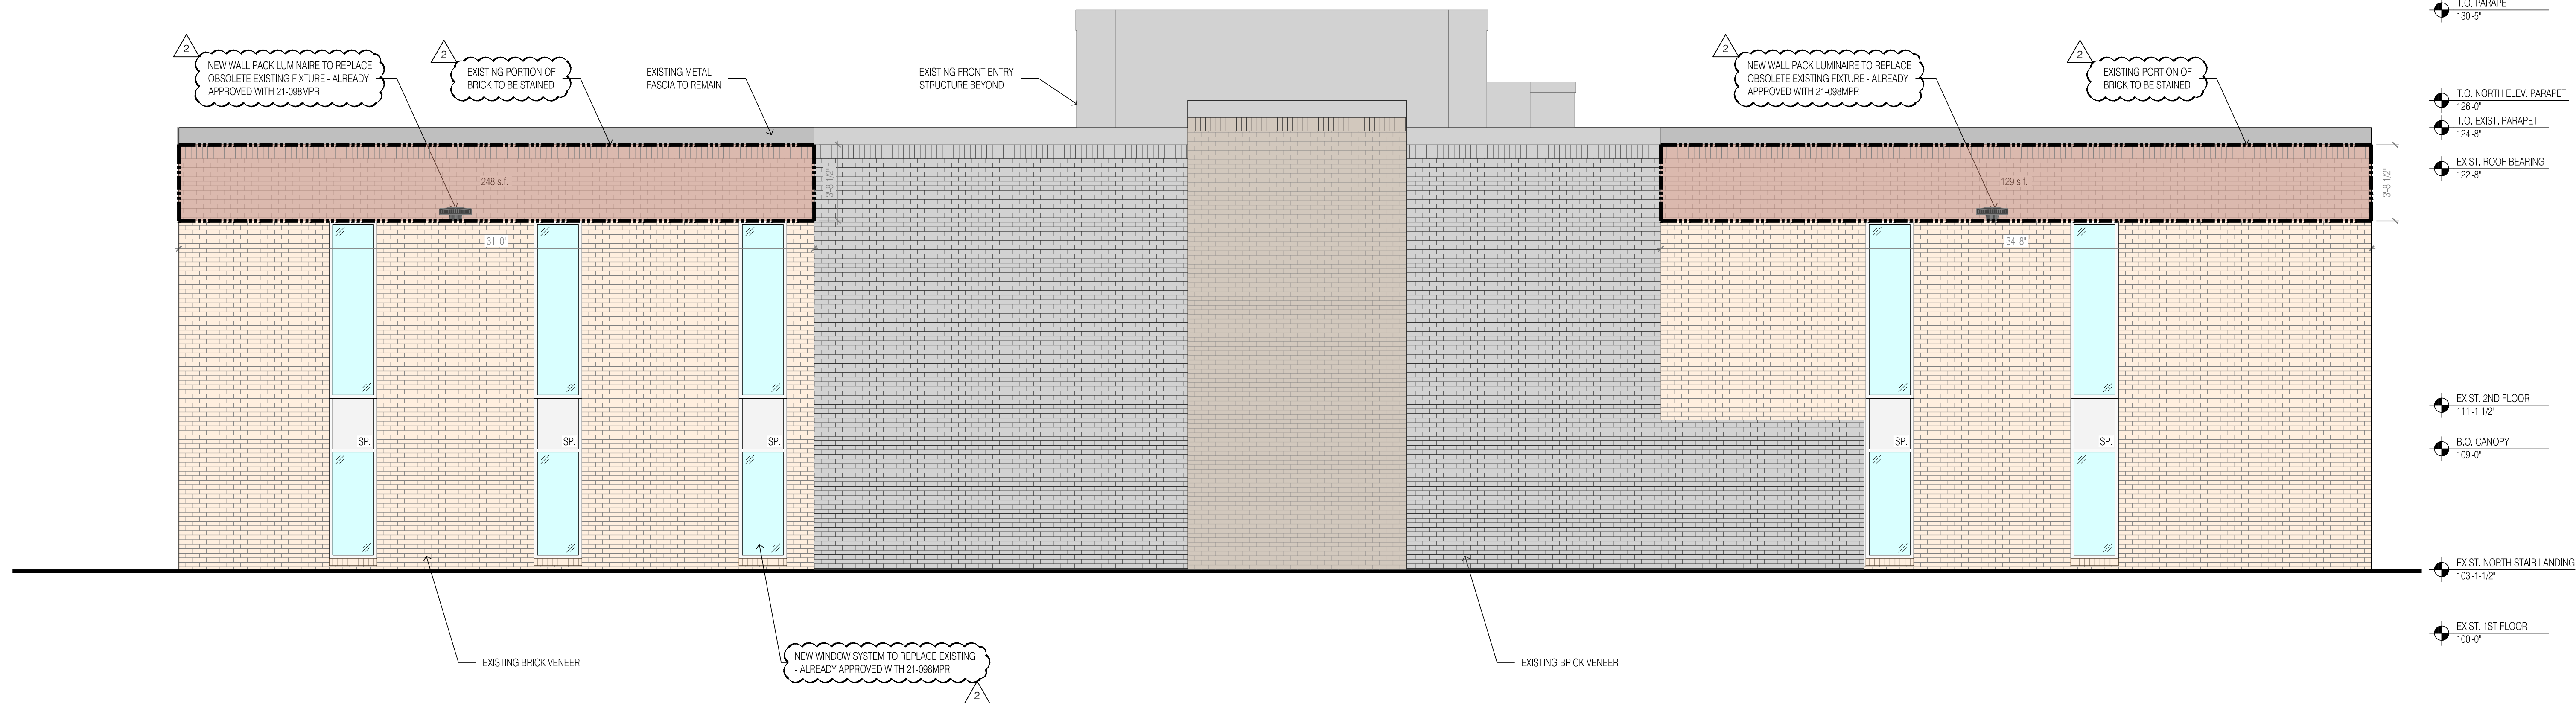 T.O. PARAPET
130'-5"
2
NEW WALL PACK LUMINAIRE TO REPLACE
OBSOLETE EXISTING FIXTURE - ALREADY
APPROVED WITH 21-098MPR
2
EXISTING PORTION OF
BRICK TO BE STAINED
EXISTING METAL
FASCIA TO REMAIN
EXISTING FRONT ENTRY
STRUCTURE BEYOND
2
NEW WALL PACK LUMINAIRE TO REPLACE
OBSOLETE EXISTING FIXTURE - ALREADY
APPROVED WITH 21-098MPR
2
EXISTING PORTION OF
BRICK TO BE STAINED
T.O. NORTH ELEV. PARAPET
126'-0"
T.O. EXIST. PARAPET
124'-8"
EXIST. ROOF BEARING
122'-8"
248 s.f.
3'-8 1/2"
129 s.f.
3'-8 1/2"
31'-0"
34'-8"
EXIST. 2ND FLOOR
111'-1 1/2"
SP.
SP.
SP.
SP.
SP.
B.O. CANOPY
109'-0"
EXIST. NORTH STAIR LANDING
103'-1-1/2"
EXIST. 1ST FLOOR
100'-0"
EXISTING BRICK VENEER
NEW WINDOW SYSTEM TO REPLACE EXISTING
- ALREADY APPROVED WITH 21-098MPR
2
EXISTING BRICK VENEER